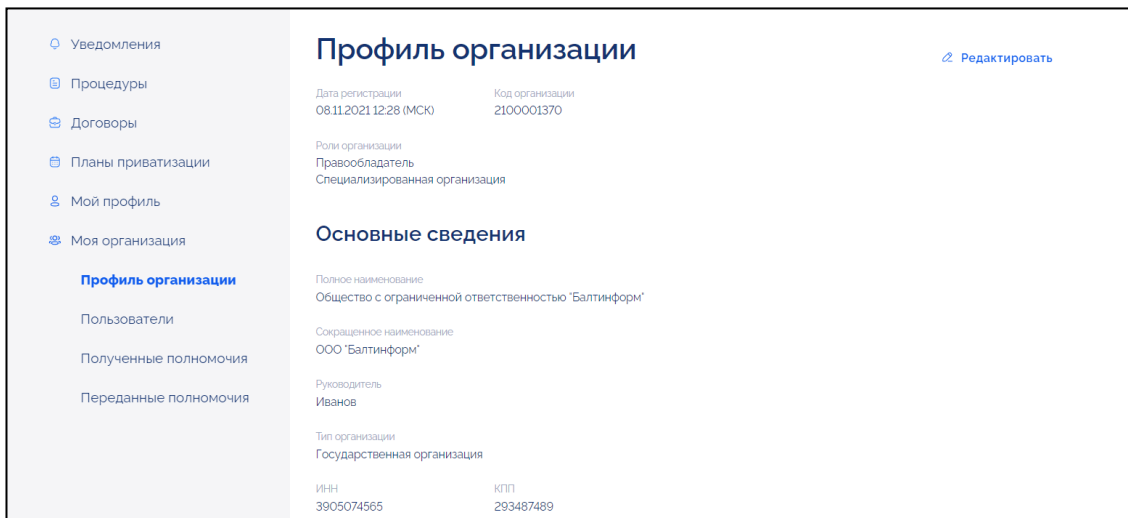 Уведомления
Процедуры
Договоры
Планы приватизации
Мой профиль
Моя организация
Профиль организации
Пользователи
Полученные полномочия
Переданные полномочия
Профиль организации
Редактировать
Дата регистрации Код организации
08.11.2021 12:28 (МСК) 2100001370
Роли организации
Правообладатель
Специализированная организация
Основные сведения
Полное наименование
Общество с ограниченной ответственностью "Балтинформ"
Сокращенное наименование
ООО "Балтинформ"
Руководитель
Иванов
Тип организации
Государственная организация
ИНН КПП
3905074565 293487489